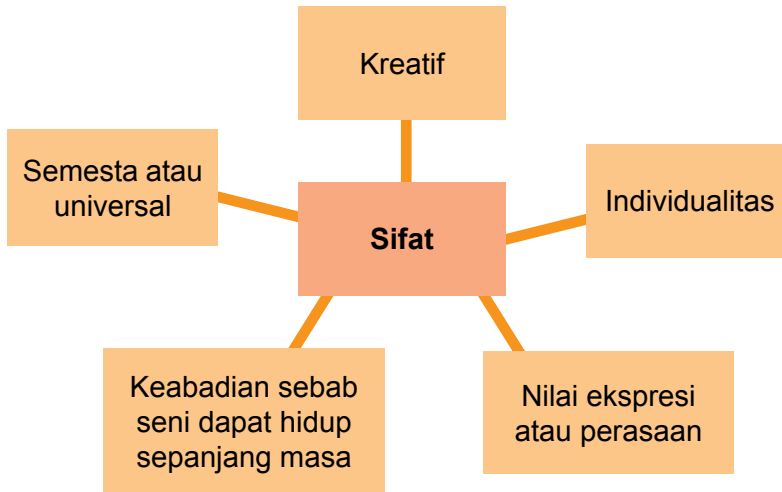 Kreatif
Semesta atau
universal
Individualitas
Sifat
Keabadian sebab
seni dapat hidup
sepanjang masa
Nilai ekspresi
atau perasaan